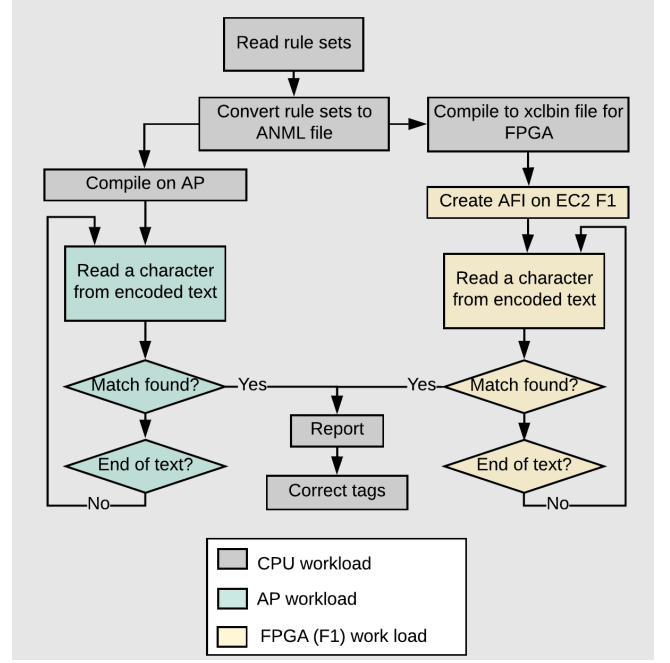 Read rule sets
Convert rule sets to
ANML file
Compile to xclbin file for
FPGA
Compile on AP
Create AFI on EC2 F1
Read a character
from encoded text
Read a character
from encoded text
Match found?
Yes
Yes
Match found?
Report
End of text?
End of text?
Correct tags
No
No
CPU workload
AP workload
FPGA (F1) work load